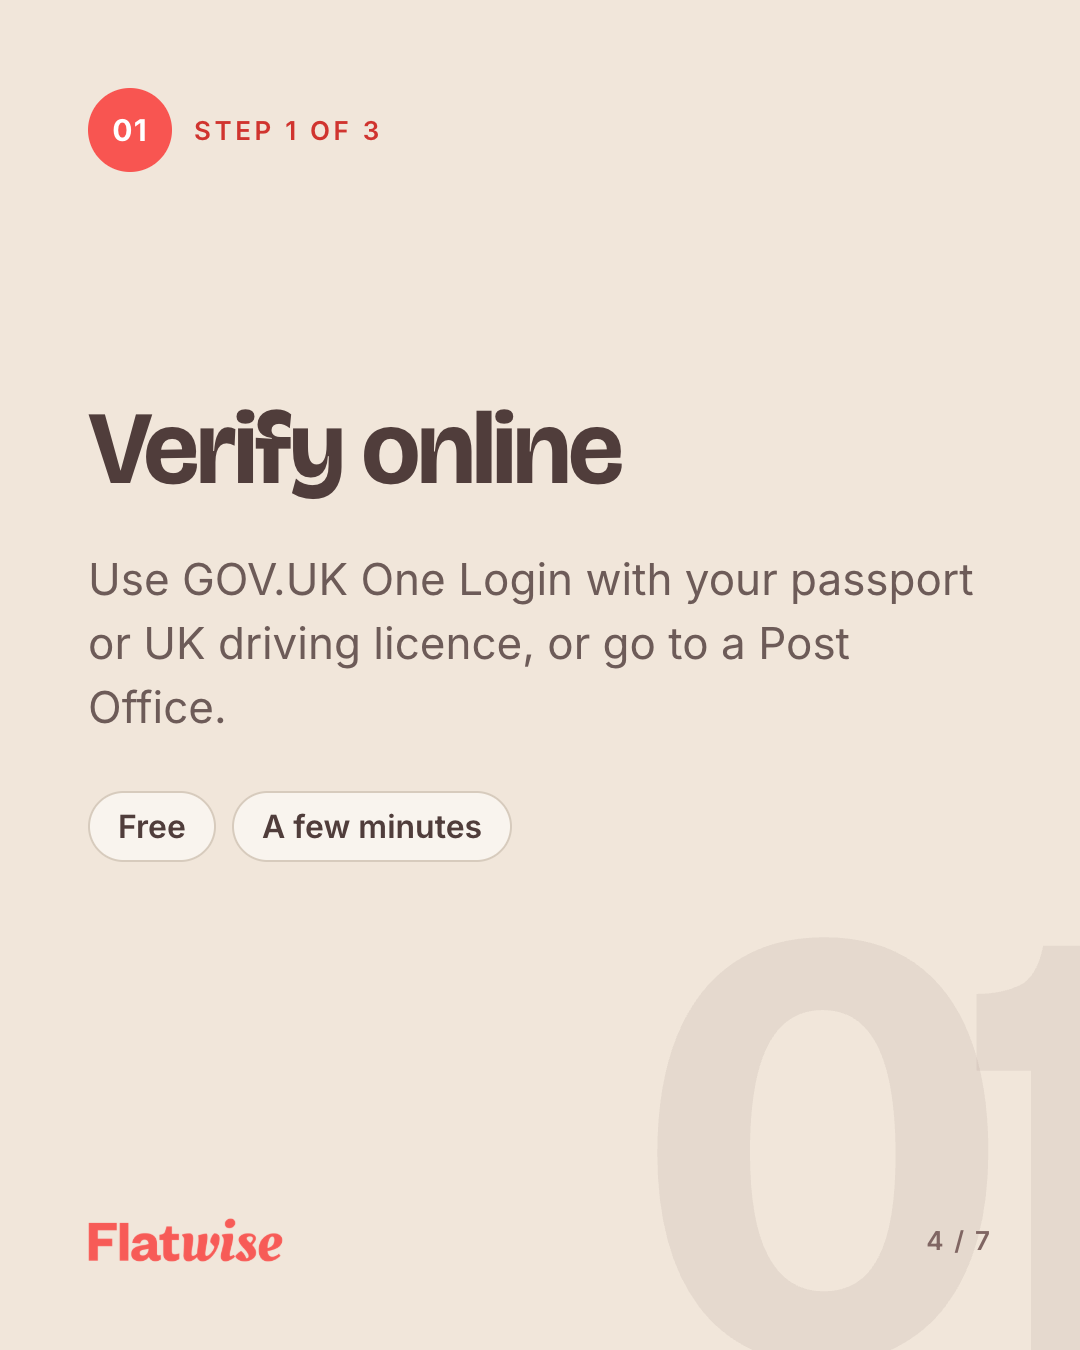 01
STEP 1 OF 3
Verify online
Use GOV.UK One Login with your passport
or UK driving licence, or go to a Post
Office.
Free
A few minutes
01
Flatwise
4 / 7